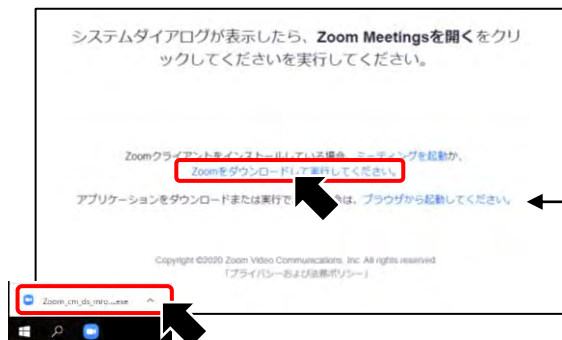 システムダイアログが表示したら、Zoom Meetingsを開くをクリ
ックしてくださいを実行してください。
Zoomクライアントをインストールしている場合、ミーティングを起動か、
Zoomをダウンロードして実行してください。
アプリケーションをダウンロードまたは実行で は、ブラウザから起動してください。
Copyright ©2020 Zoom Video Communications, Inc. All rights reserved.
「プライバシーおよび法務ポリシー」
Zoom_cm_ds_mro....exe